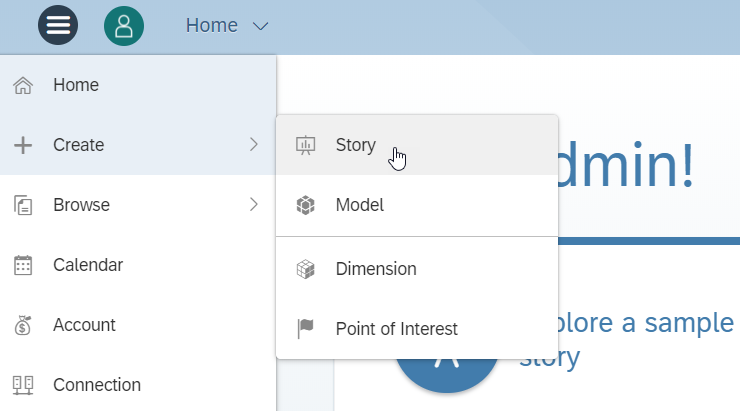 Home
Home
Create
Browse
Calendar
Account
Connection
Story
Model
Dimension
Point of Interest
dmin!
plore a sample
story